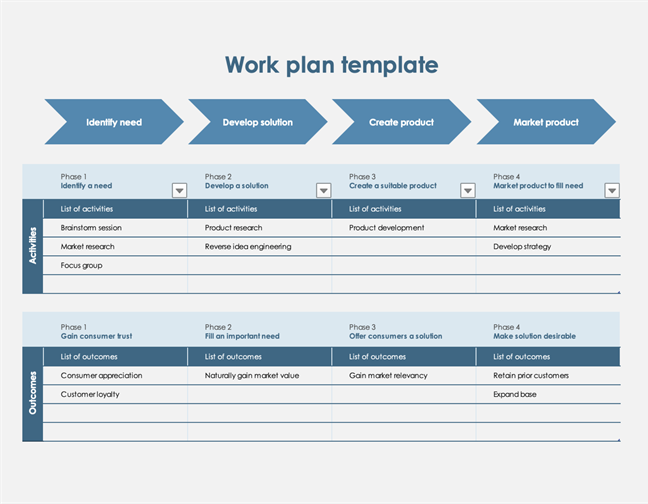 Work plan template
Identify need
Develop solution
Create product
Market product
Phase 1
Identify a need
Phase 2
Develop a solution
Phase 3
Create a suitable product
Phase 4
Market product to fill need
Activities
List of activities
List of activities
List of activities
List of activities
Brainstorm session
Product research
Product development
Market research
Market research
Reverse idea engineering
Develop strategy
Focus group
Phase 1
Gain consumer trust
Phase 2
Fill an important need
Phase 3
Offer consumers a solution
Phase 4
Make solution desirable
Outcomes
List of outcomes
List of outcomes
List of outcomes
List of outcomes
Consumer appreciation
Naturally gain market value
Gain market relevancy
Retain prior customers
Customer loyalty
Expand base